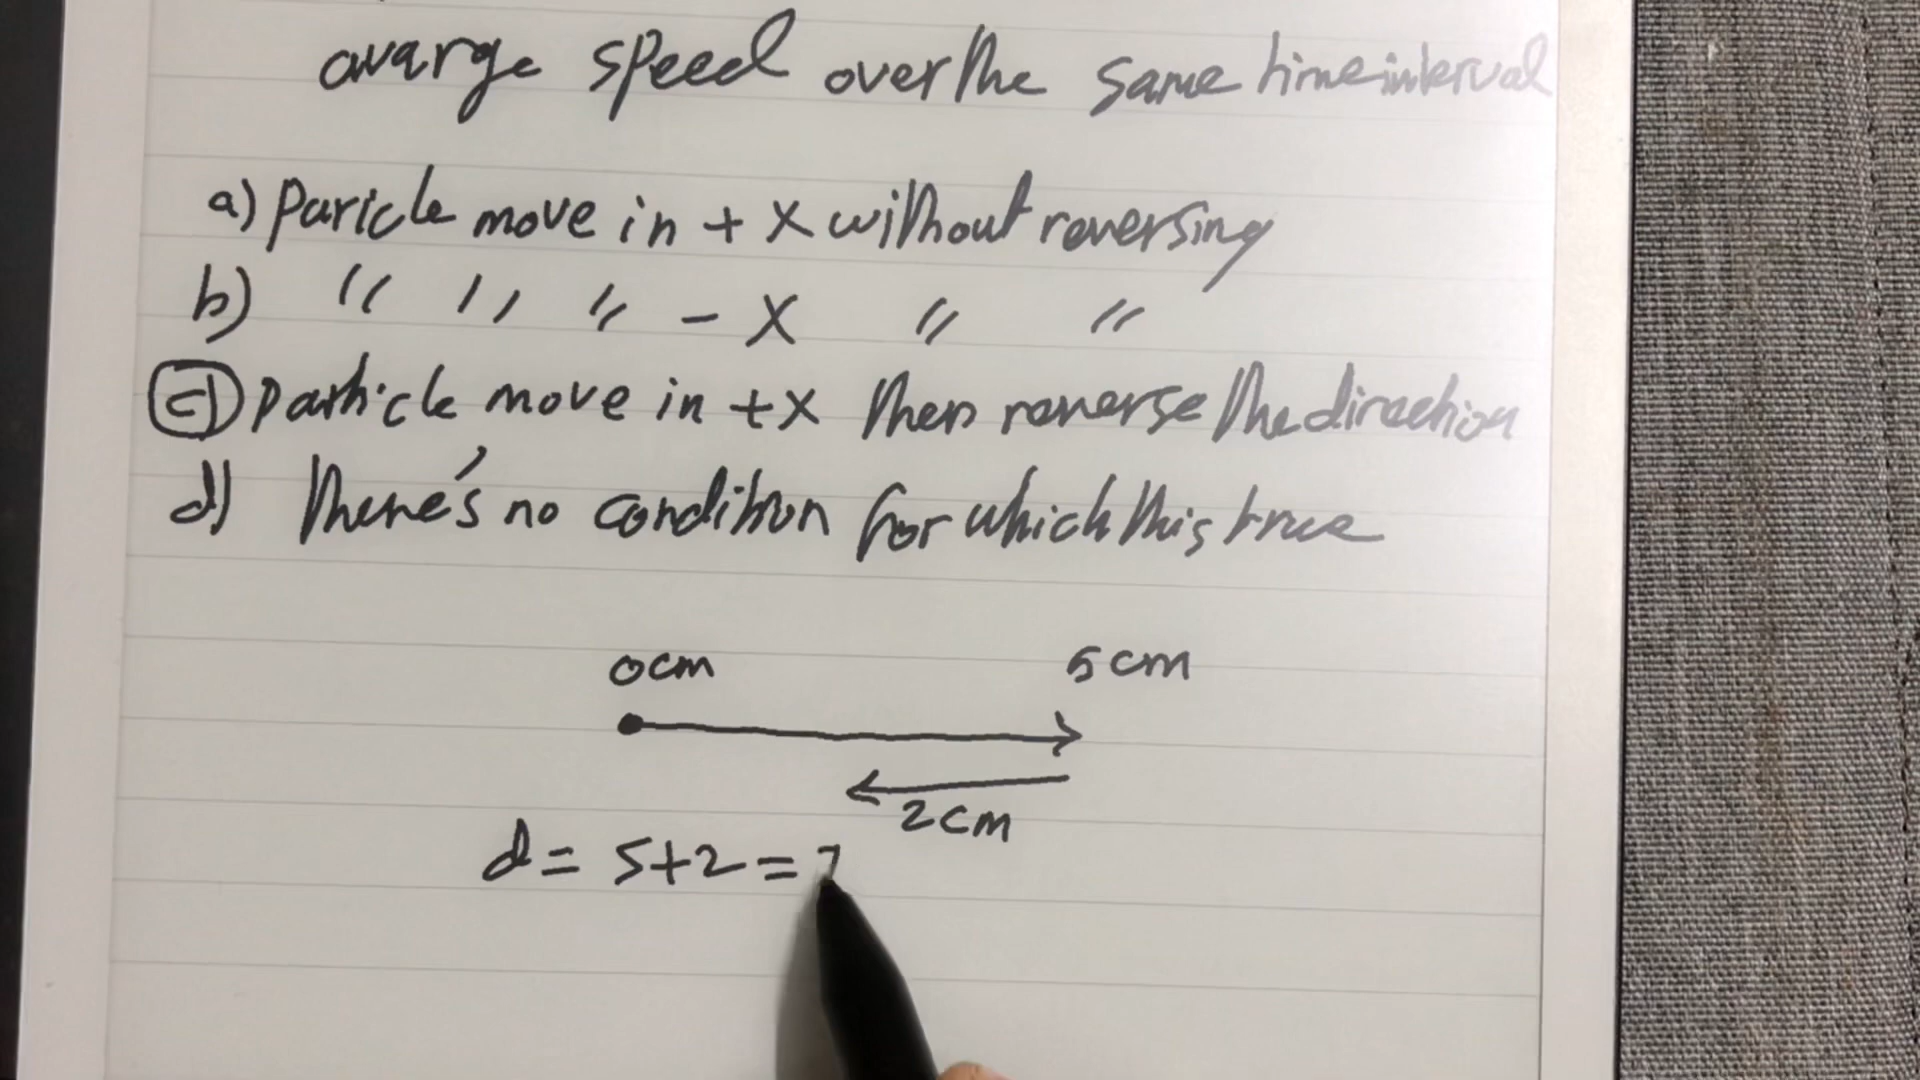 avarge speed over the same time interval
a) Paricle move in + X without reversing
b) " " " - X " "
c) particle move in +X then reverse the direction
d) there's no condition for which this true
0cm 5cm
2cm
d = 5+2 = 7